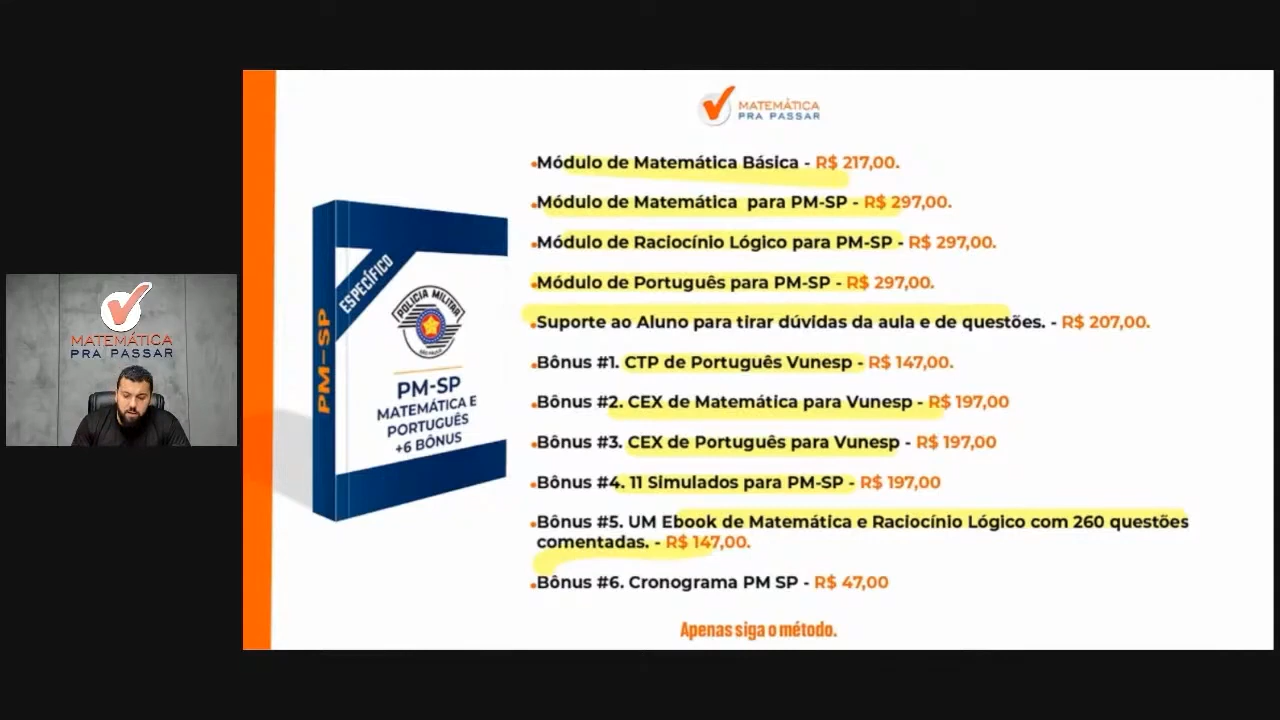 MATEMÁTICA
PRA PASSAR
•Módulo de Matemática Básica - R$ 217,00.
•Módulo de Matemática para PM-SP - R$ 297,00.
•Módulo de Raciocínio Lógico para PM-SP - R$ 297,00.
•Módulo de Português para PM-SP - R$ 297,00.
•Suporte ao Aluno para tirar dúvidas da aula e de questões. - R$ 207,00.
•Bônus #1. CTP de Português Vunesp - R$ 147,00.
•Bônus #2. CEX de Matemática para Vunesp - R$ 197,00
•Bônus #3. CEX de Português para Vunesp - R$ 197,00
•Bônus #4. 11 Simulados para PM-SP - R$ 197,00
•Bônus #5. UM Ebook de Matemática e Raciocínio Lógico com 260 questões
comentadas. - R$ 147,00.
•Bônus #6. Cronograma PM SP - R$ 47,00
Apenas siga o método.
PM-SP
ESPECÍFICO
POLÍCIA MILITAR
SÃO PAULO
PM-SP
MATEMÁTICA E
PORTUGUÊS
+6 BÔNUS
MATEMÁTICA
PRA PASSAR